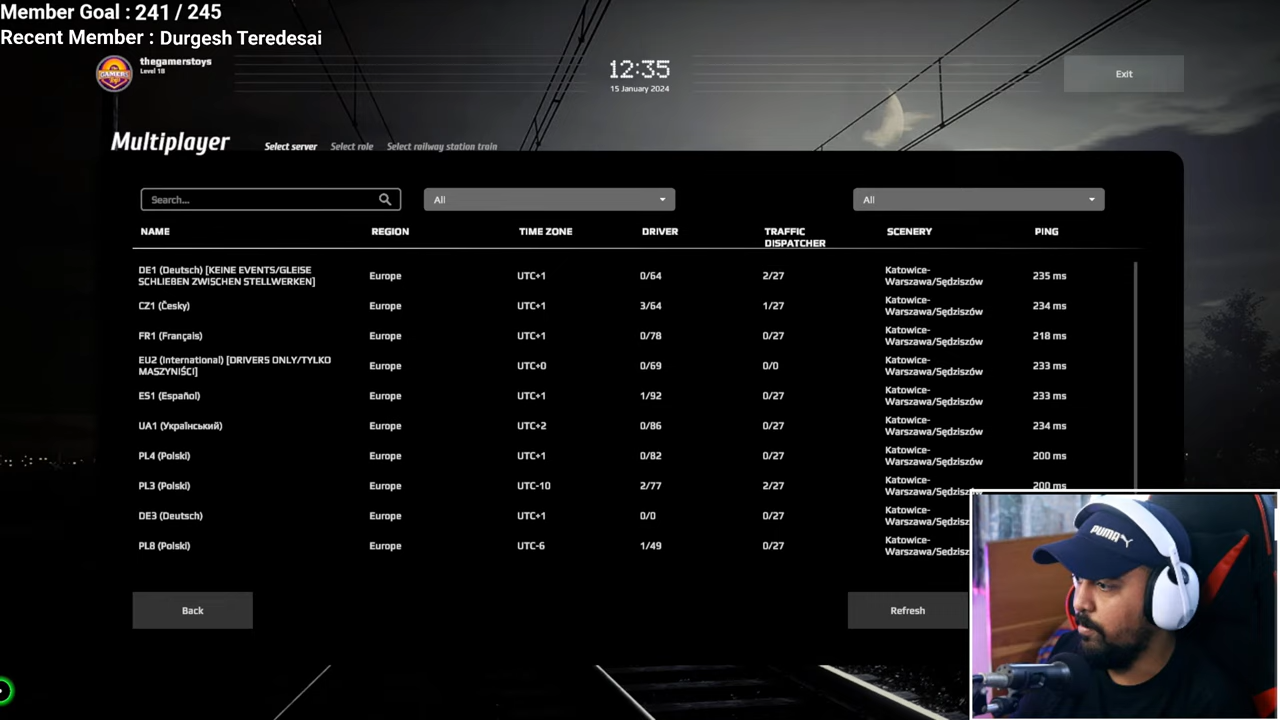 Member Goal : 241 / 245
Recent Member : Durgesh Teredesai
thegamerstoys
Level 18
12:35
15 January 2024
Exit
GAMERS
Multiplayer
Select server
Select role
Select railway station train
Search...
All
All
NAME REGION TIME ZONE DRIVER TRAFFIC DISPATCHER SCENERY PING
DE1 (Deutsch) [KEINE EVENTS/GLEISE
SCHLIEßEN ZWISCHEN STELLWERKEN]
Europe UTC+1 0/64 2/27
Katowice-
Warszawa/Sędziszów
235 ms
CZ1 (Česky) Europe UTC+1 3/64 1/27
Katowice-
Warszawa/Sędziszów
234 ms
FR1 (Français) Europe UTC+1 0/78 0/27
Katowice-
Warszawa/Sędziszów
218 ms
EU2 (International) [DRIVERS ONLY/TYLKO
MASZYNIŚCI]
Europe UTC+0 0/69 0/0
Katowice-
Warszawa/Sędziszów
233 ms
ES1 (Español) Europe UTC+1 1/92 0/27
Katowice-
Warszawa/Sędziszów
233 ms
UA1 (Український) Europe UTC+2 0/86 0/27
Katowice-
Warszawa/Sędziszów
234 ms
PL4 (Polski) Europe UTC+1 0/82 0/27
Katowice-
Warszawa/Sędziszów
200 ms
PL3 (Polski) Europe UTC-10 2/77 2/27
Katowice-
Warszawa/Sędziszów
200 ms
DE3 (Deutsch) Europe UTC+1 0/0 0/27
Katowice-
PL8 (Polski) Europe UTC-6 1/49 0/27
Katowice-
Back
Refresh
PUMA